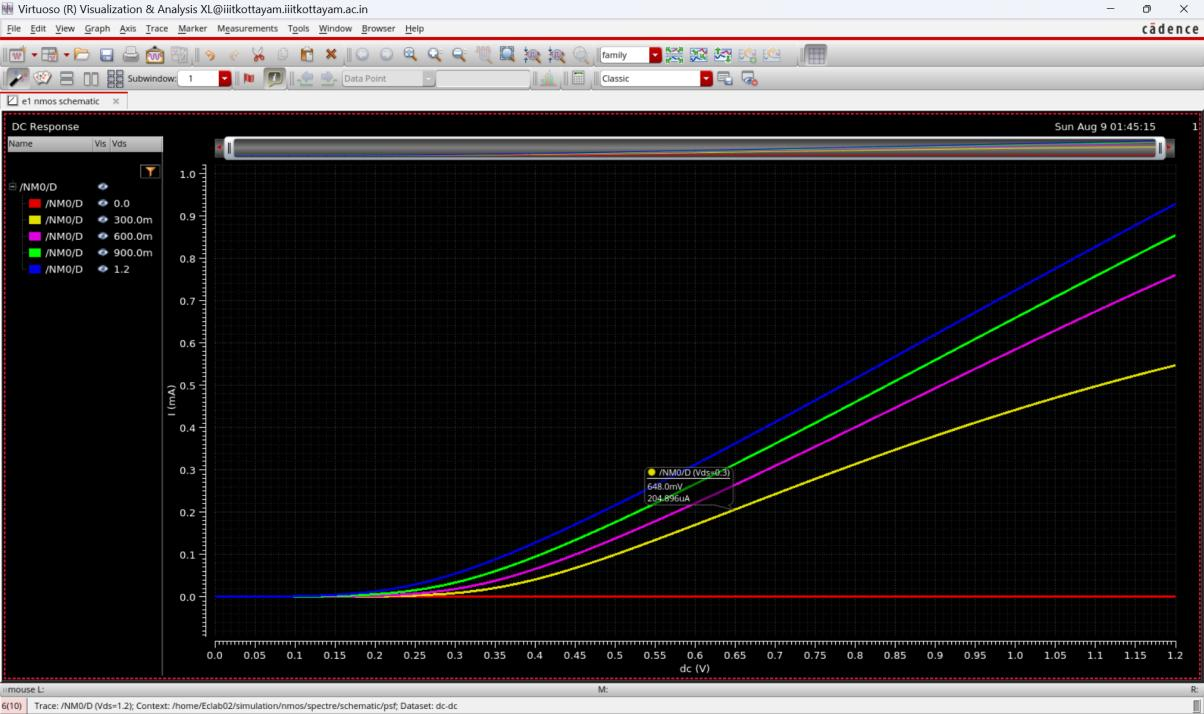 Virtuoso (R) Visualization & Analysis XL@iiitkottayam.iiitkottayam.ac.in
File Edit View Graph Axis Trace Marker Measurements Tools Window Browser Help
cādence
family
Subwindow: 1
Data Point
Classic
e1 nmos schematic
DC Response
Sun Aug 9 01:45:15
1
Name Vis Vds
/NM0/D
/NM0/D 0.0
/NM0/D 300.0m
/NM0/D 600.0m
/NM0/D 900.0m
/NM0/D 1.2
1.0
0.9
0.8
0.7
0.6
0.5
0.4
0.3
0.2
0.1
0.0
I (mA)
/NM0/D (Vds=0.3)
648.0mV
204.896uA
0.0 0.05 0.1 0.15 0.2 0.25 0.3 0.35 0.4 0.45 0.5 0.55 0.6 0.65 0.7 0.75 0.8 0.85 0.9 0.95 1.0 1.05 1.1 1.15 1.2
dc (V)
mouse L: M: R:
6(10) Trace: /NM0/D (Vds=1.2); Context: /home/Eclab02/simulation/nmos/spectre/schematic/psf; Dataset: dc-dc